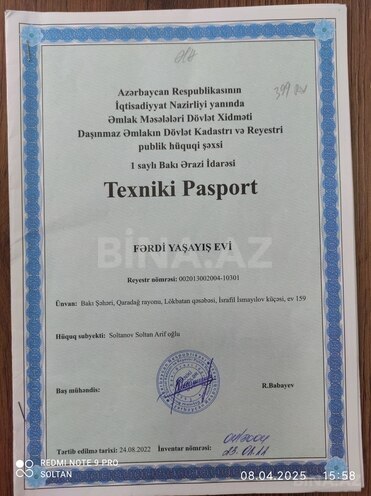 Azərbaycan Respublikasının
İqtisadiyyat Nazirliyi yanında
Əmlak Məsələləri Dövlət Xidməti
Daşınmaz Əmlakın Dövlət Kadastrı və Reyestri
publik hüquqi şəxsi
1 saylı Bakı Ərazi İdarəsi
Texniki Pasport
BİNA.AZ
FƏRDİ YAŞAYIŞ EVİ
Reyestr nömrəsi: 002013002004-10301
Ünvan: Bakı Şəhəri, Qaradağ rayonu, Lökbatan qəsəbəsi, İsrafil İsmayılov küçəsi, ev 159
Hüquq subyekti: Soltanov Soltan Arif oğlu
Baş mühəndis:
R.Babayev
Tərtib edilmə tarixi: 24.08.2022
İnventar nömrəsi:
REDMI NOTE 9 PRO
SOLTAN
08.04.2025 15:58